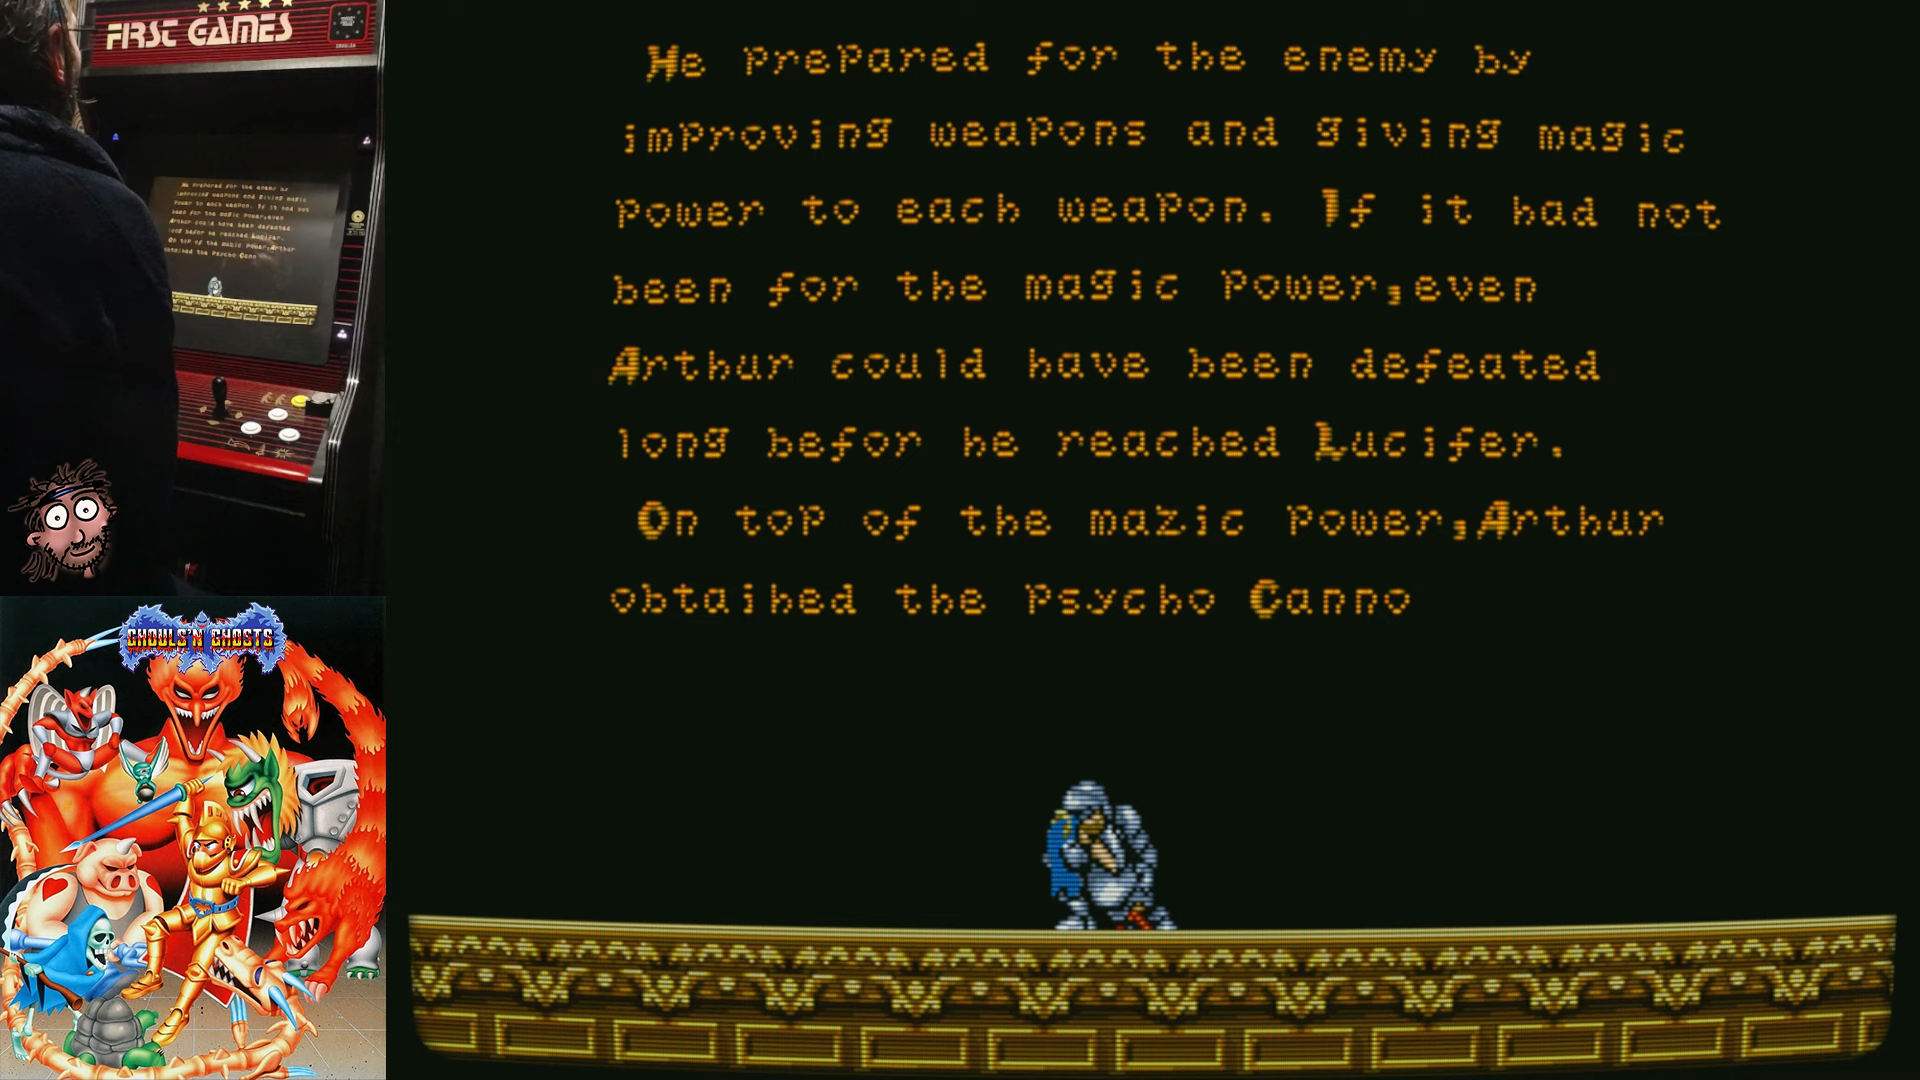 FIRST GAMES
He prepared for the enemy by
improving weapons and giving magic
power to each weapon. If it had not
been for the magic power,even
Arthur could have been defeated
long befor he reached Lucifer.
On top of the mazic power,Arthur
obtaihed the Psycho Canno
GHOULS'N GHOSTS